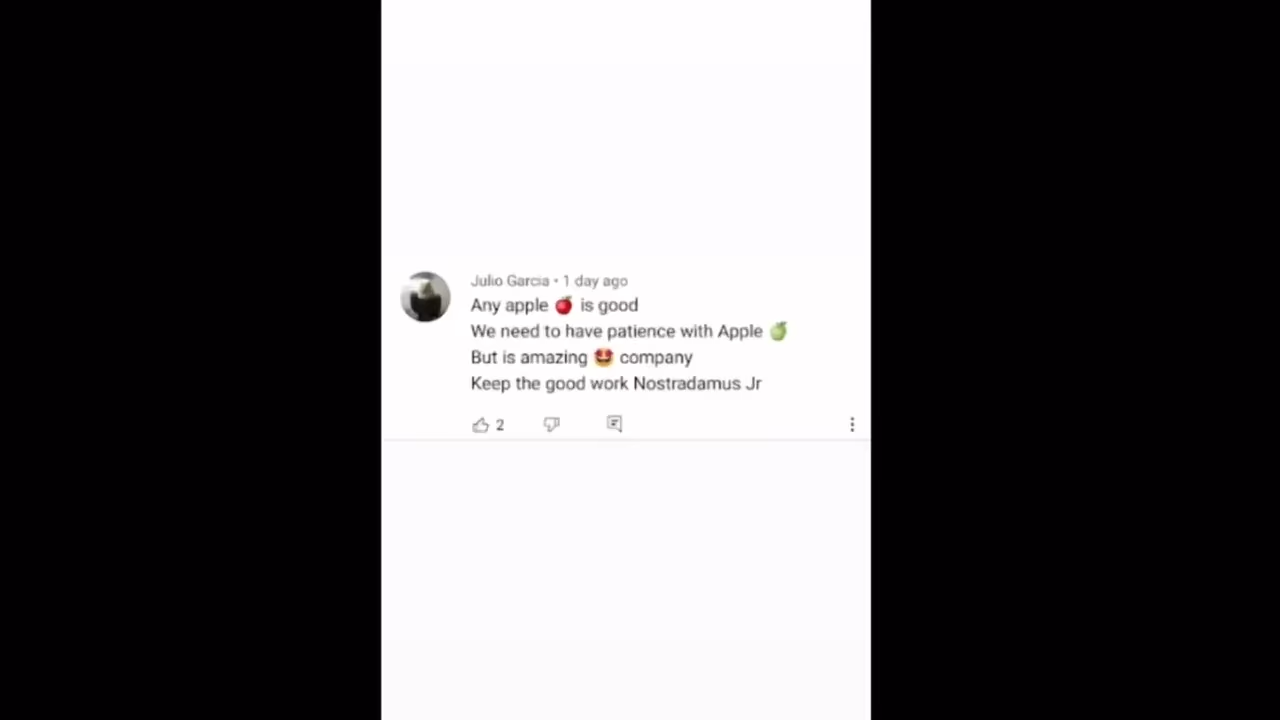 Julio Garcia • 1 day ago
Any apple 🍎 is good
We need to have patience with Apple 🍏
But is amazing 🤩 company
Keep the good work Nostradamus Jr
2